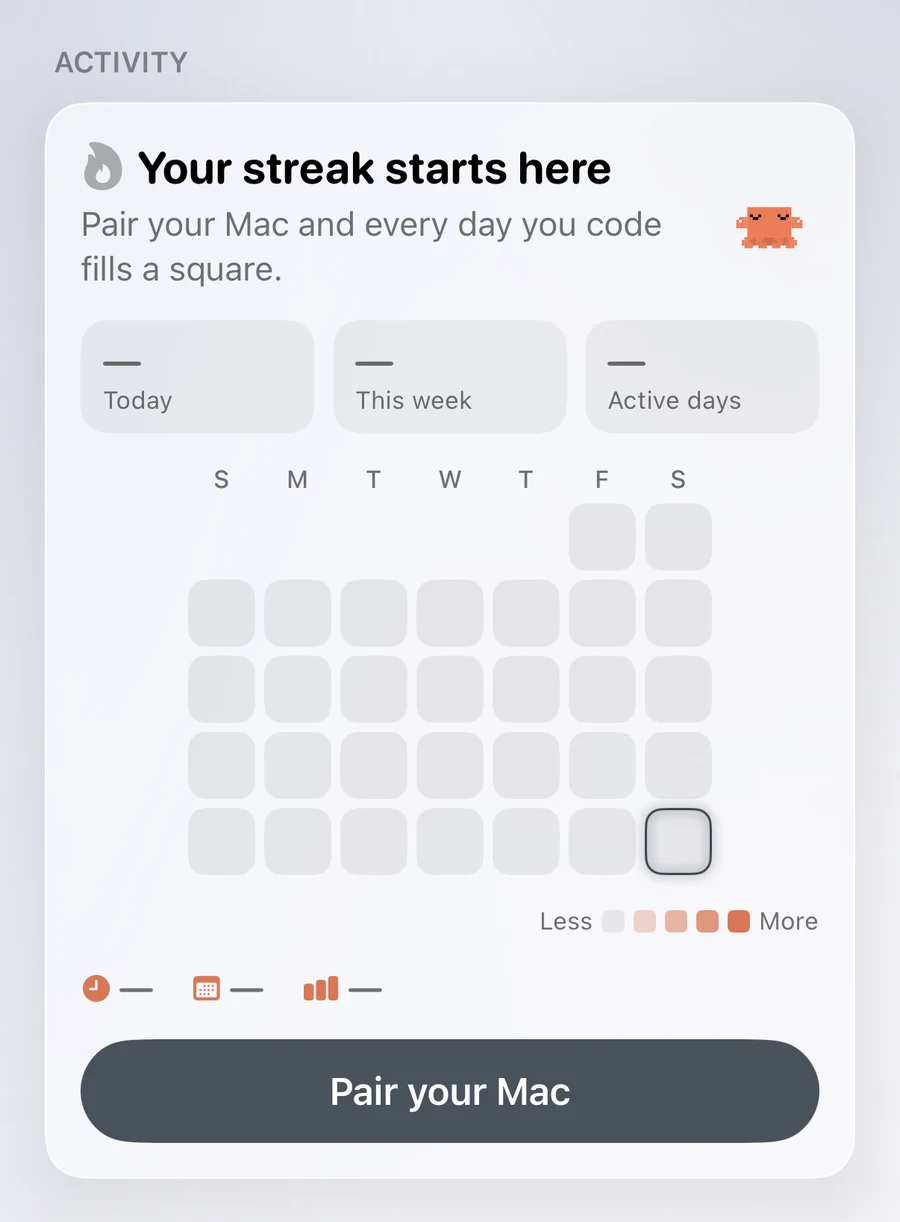 ACTIVITY
Your streak starts here
Pair your Mac and every day you code
fills a square.
— — —
Today This week Active days
S M T W T F S
Less More
— — —
Pair your Mac